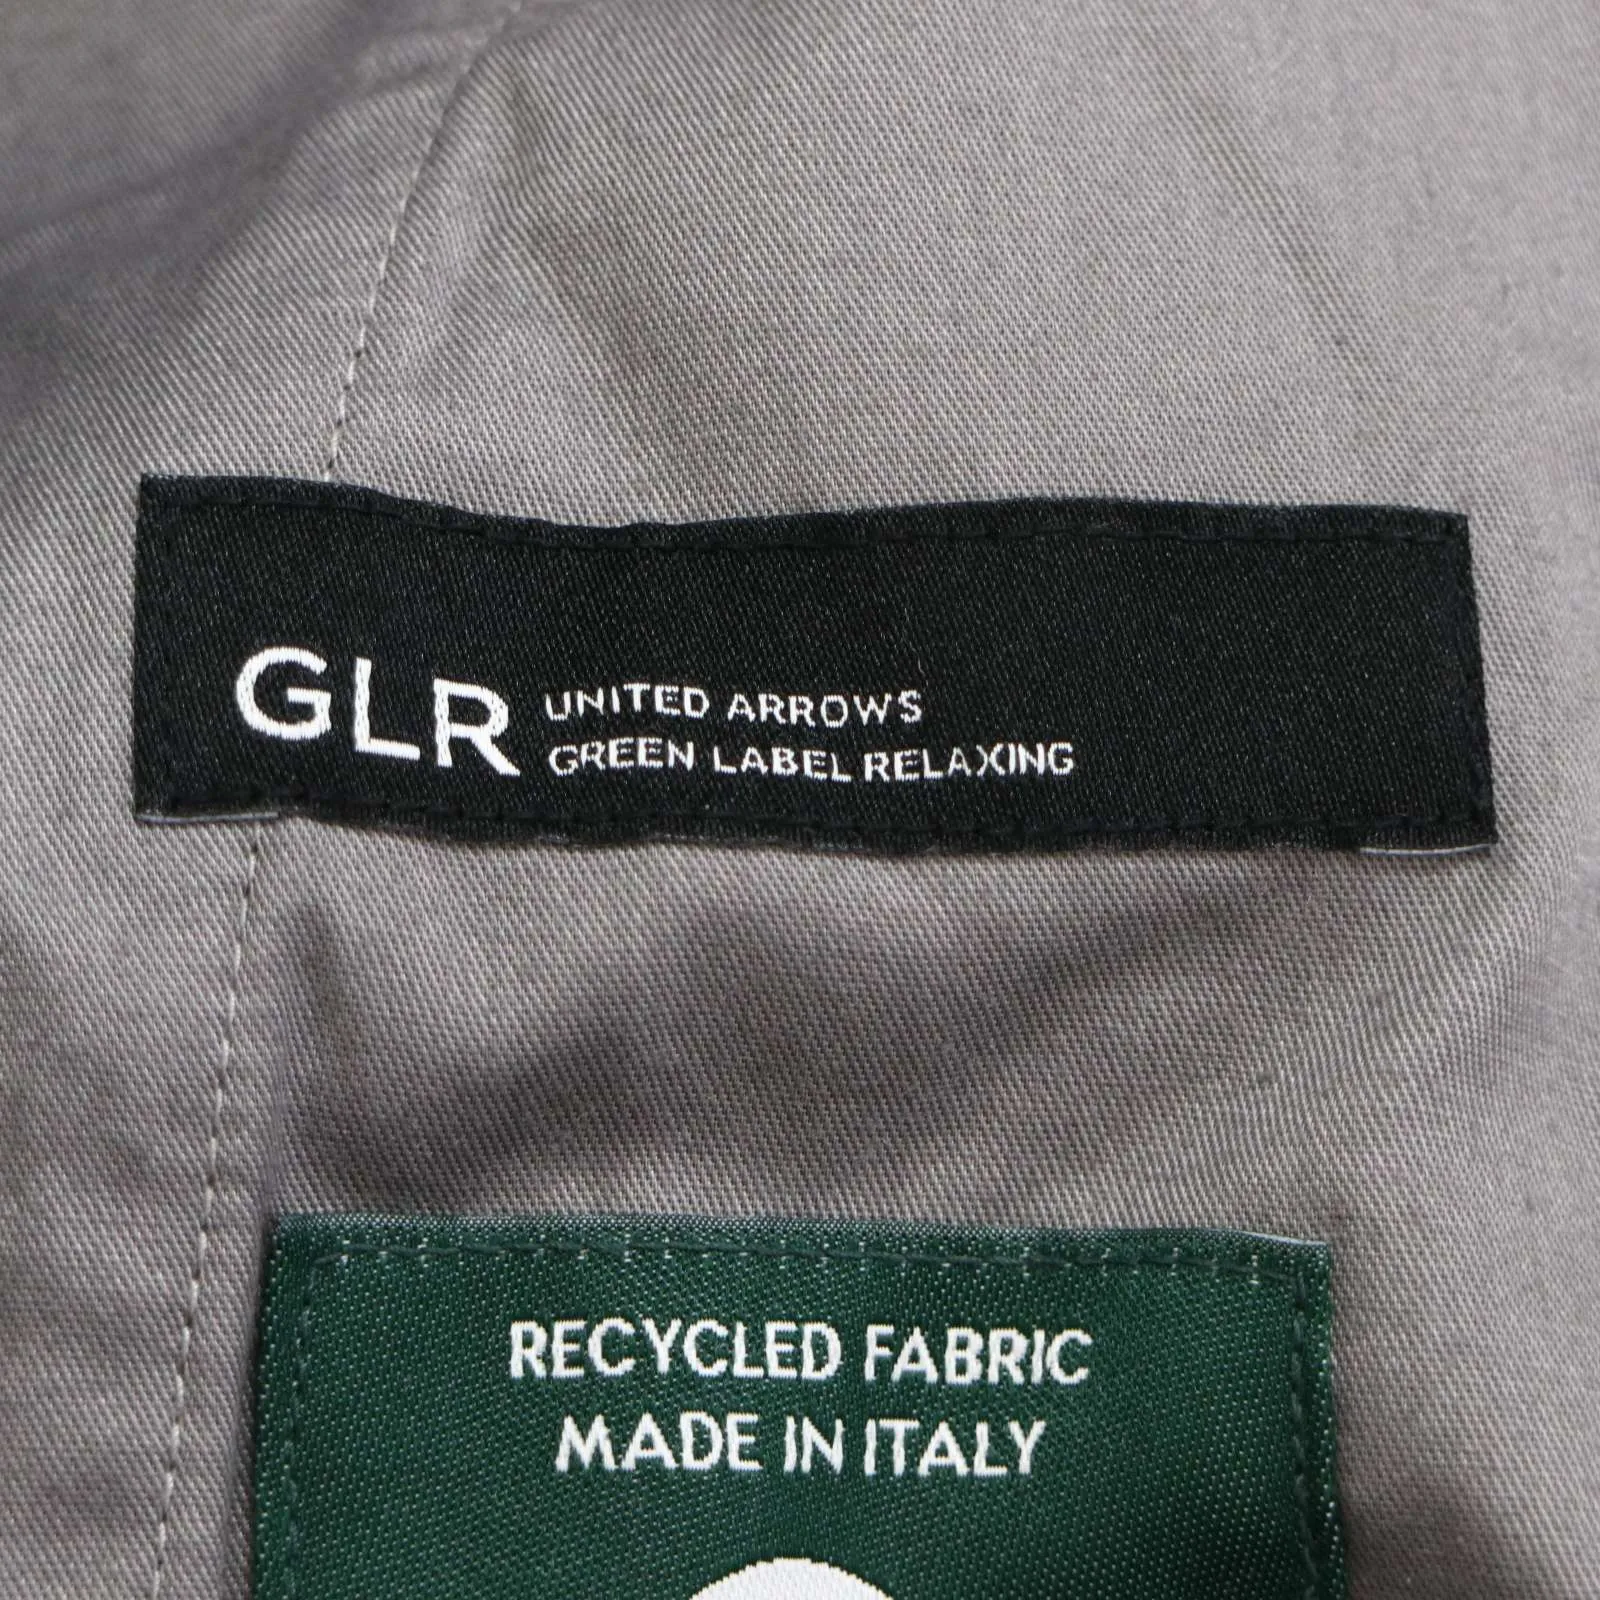 GLR
UNITED ARROWS
GREEN LABEL RELAXING
RECYCLED FABRIC
MADE IN ITALY